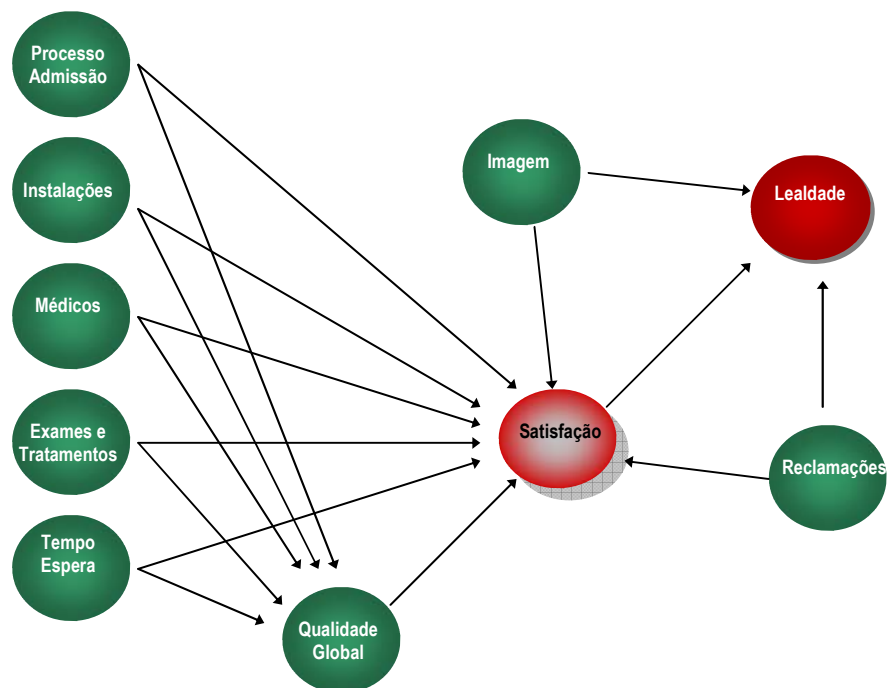 Processo
Admissão
Instalações
Médicos
Exames e
Tratamentos
Tempo
Espera
Imagem
Lealdade
Satisfação
Reclamações
Qualidade
Global